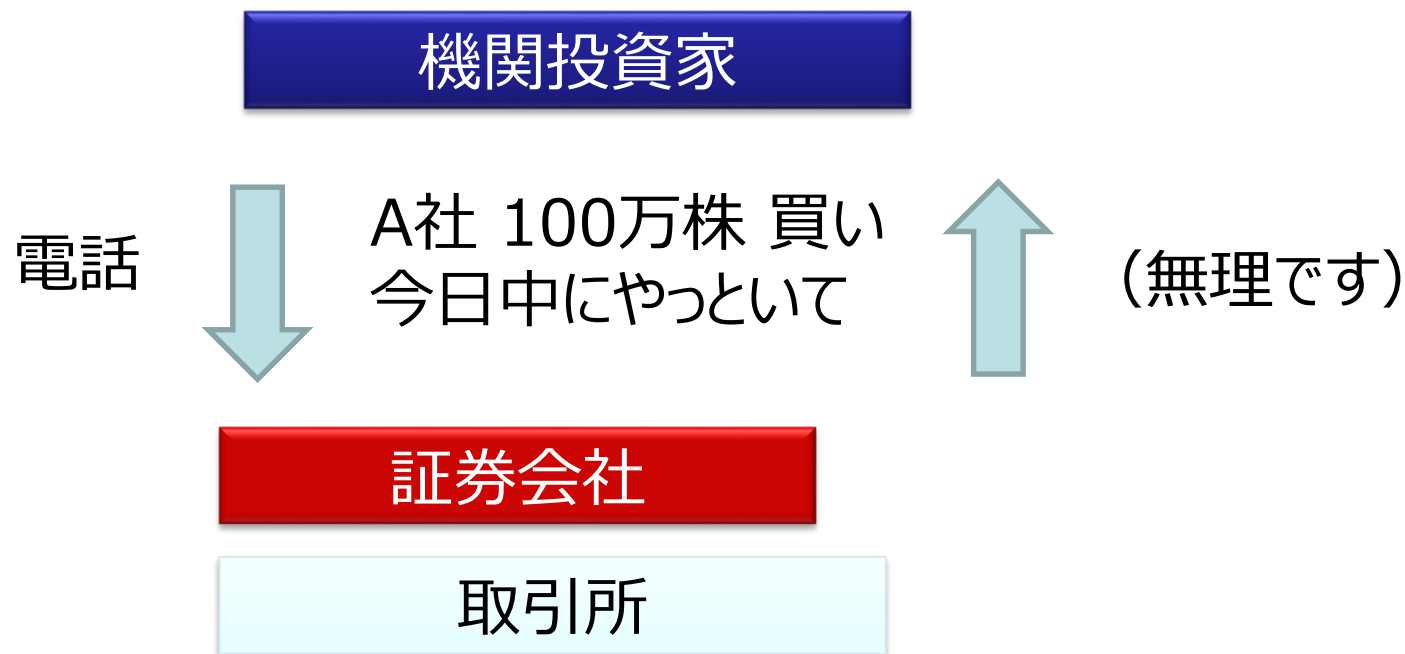 機関投資家
電話
A社 100万株 買い
今日中にやっといて
（無理です）
証券会社
取引所